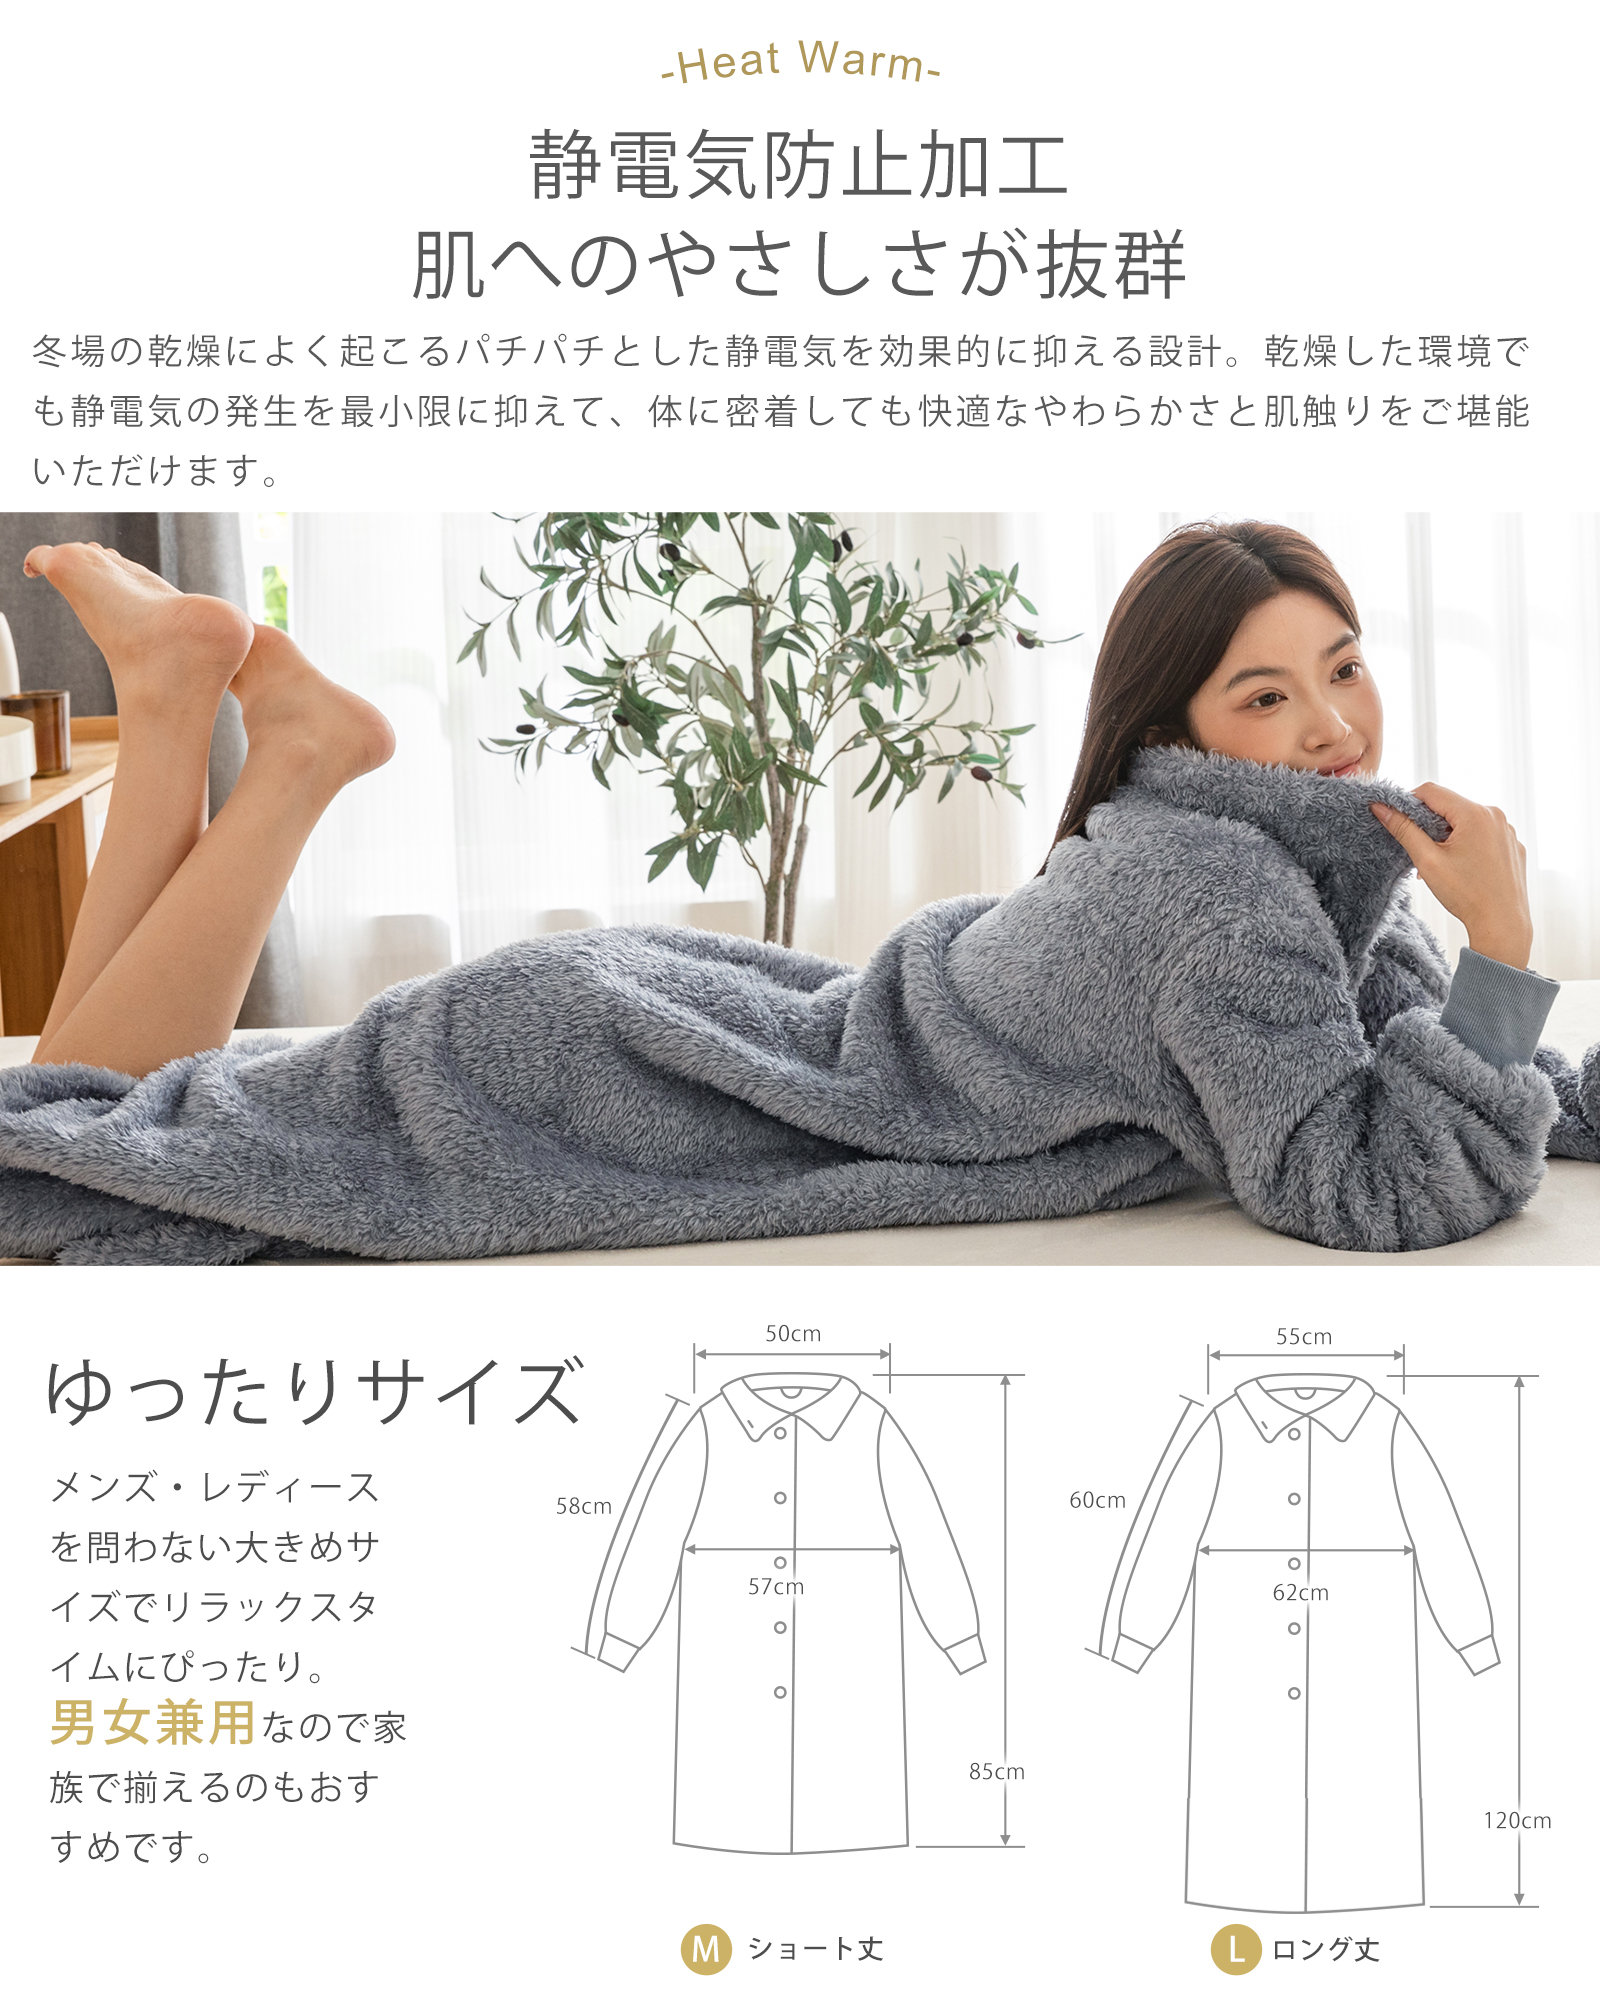 -Heat Warm-
静電気防止加工
肌へのやさしさが抜群
冬場の乾燥によく起こるパチパチとした静電気を効果的に抑える設計。乾燥した環境で
も静電気の発生を最小限に抑えて、体に密着しても快適なやわらかさと肌触りをご堪能
いただけます。
ゆったりサイズ
メンズ・レディース
を問わない大きめサ
イズでリラックスタ
イムにぴったり。
男女兼用なので家
族で揃えるのもおす
すめです。
50cm
58cm
57cm
85cm
M ショート丈
55cm
60cm
62cm
120cm
L ロング丈